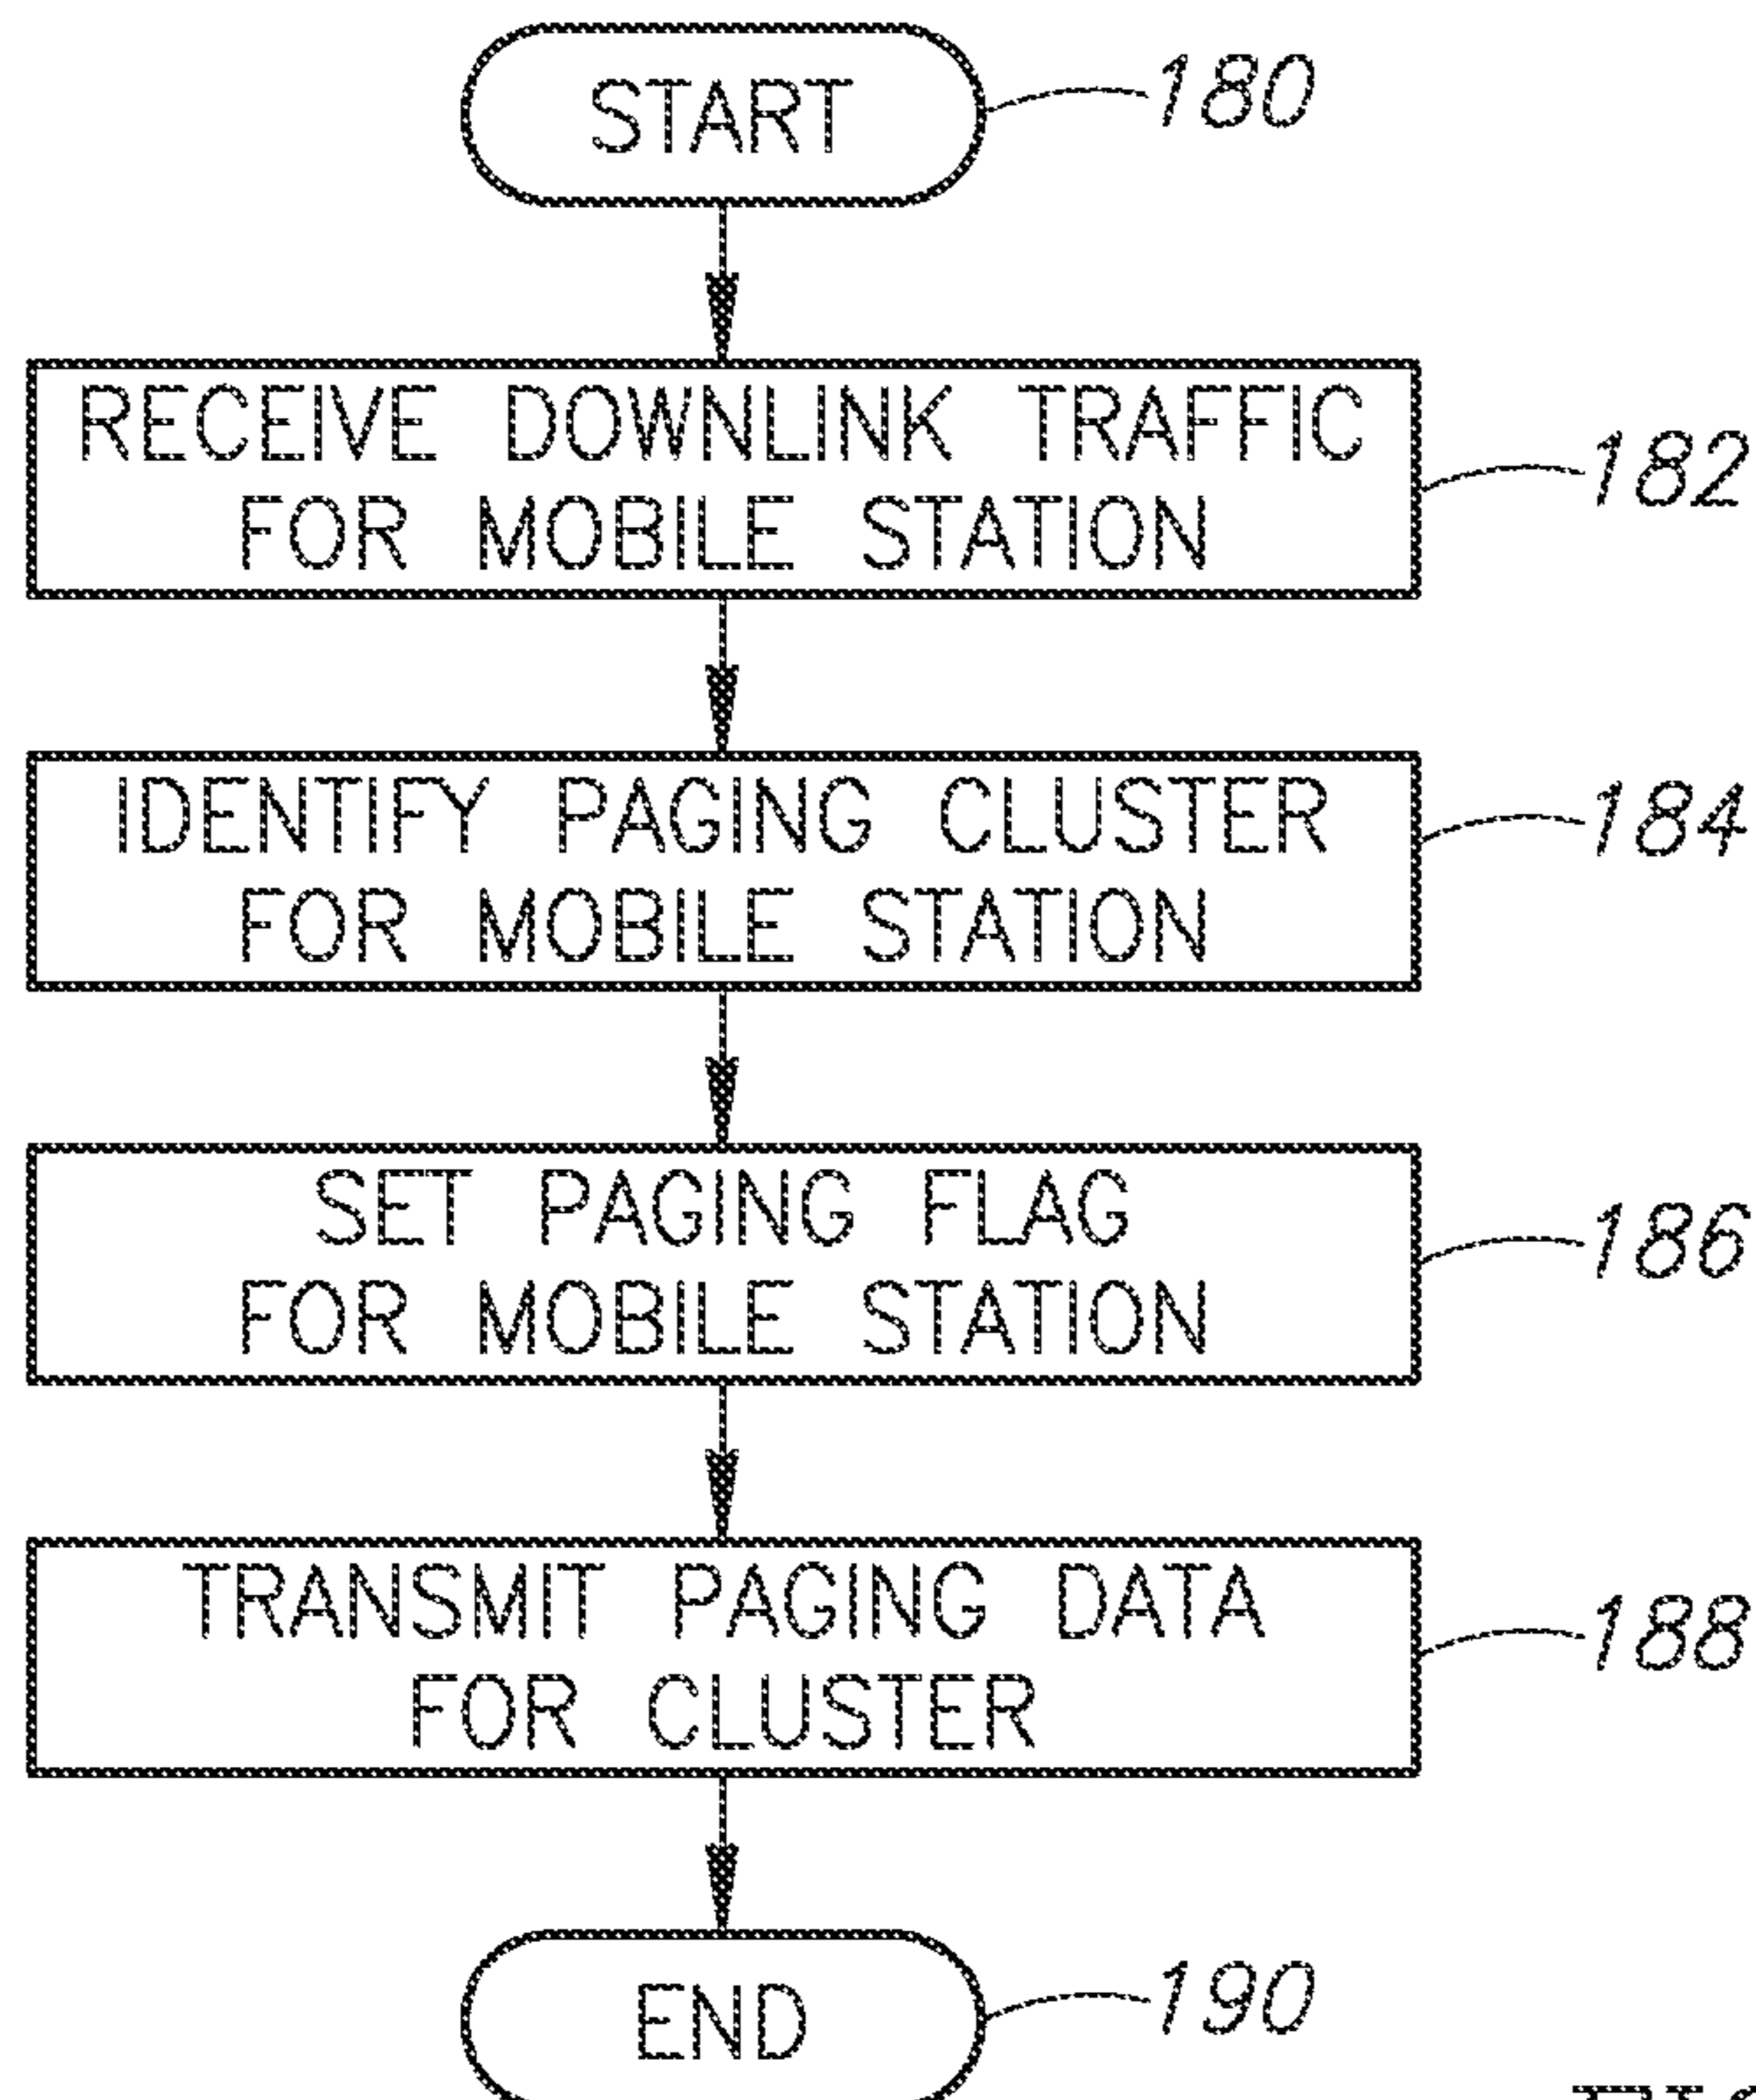 START
180
RECEIVE DOWNLINK TRAFFIC
FOR MOBILE STATION
182
IDENTIFY PAGING CLUSTER
FOR MOBILE STATION
184
SET PAGING FLAG
FOR MOBILE STATION
186
TRANSMIT PAGING DATA
FOR CLUSTER
188
END
190